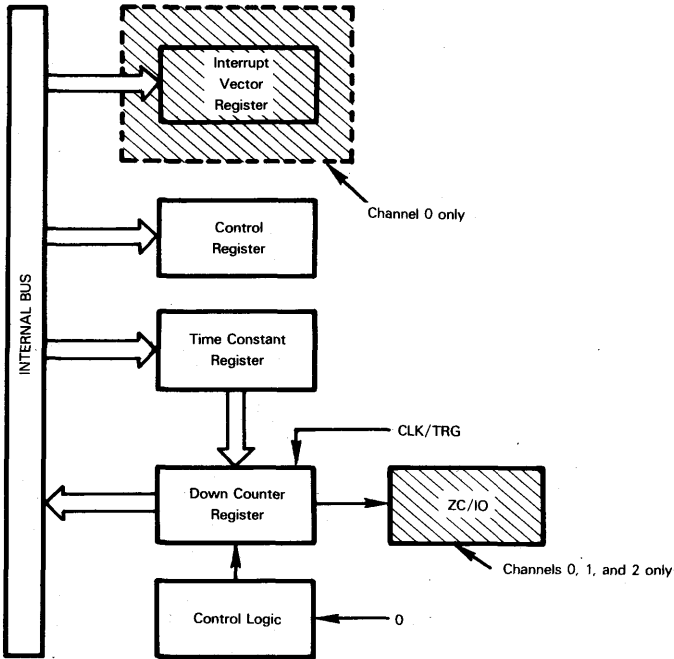 INTERNAL BUS
Interrupt
Vector
Register
Channel 0 only
Control
Register
Time Constant
Register
CLK/TRG
Down Counter
Register
ZC/IO
Channels 0, 1, and 2 only
Control Logic
0